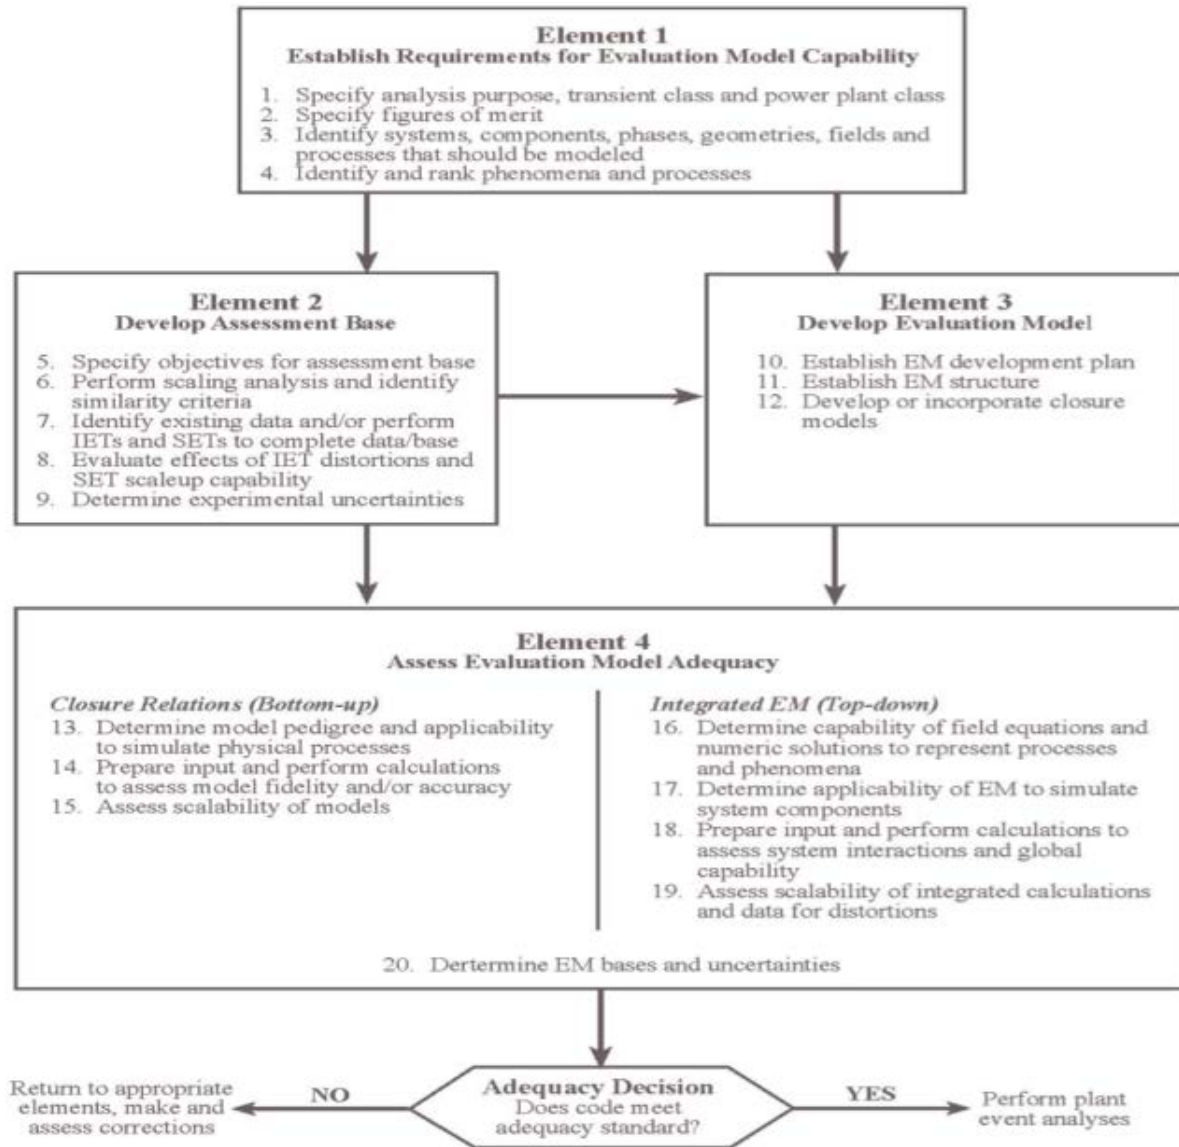 Element 1
Establish Requirements for Evaluation Model Capability
1. Specify analysis purpose, transient class and power plant class
2. Specify figures of merit
3. Identify systems, components, phases, geometries, fields and
processes that should be modeled
4. Identify and rank phenomena and processes
Element 2
Develop Assessment Base
5. Specify objectives for assessment base
6. Perform scaling analysis and identify
similarity criteria
7. Identify existing data and/or perform
IETs and SETs to complete data/base
8. Evaluate effects of IET distortions and
SET scaleup capability
9. Determine experimental uncertainties
Element 3
Develop Evaluation Model
10. Establish EM development plan
11. Establish EM structure
12. Develop or incorporate closure
models
Element 4
Assess Evaluation Model Adequacy
Closure Relations (Bottom-up)
13. Determine model pedigree and applicability
to simulate physical processes
14. Prepare input and perform calculations
to assess model fidelity and/or accuracy
15. Assess scalability of models
Integrated EM (Top-down)
16. Determine capability of field equations and
numeric solutions to represent processes
and phenomena
17. Determine applicability of EM to simulate
system components
18. Prepare input and perform calculations to
assess system interactions and global
capability
19. Assess scalability of integrated calculations
and data for distortions
20. Dertermine EM bases and uncertainties
Adequacy Decision
Does code meet
adequacy standard?
NO
Return to appropriate
elements, make and
assess corrections
YES
Perform plant
event analyses